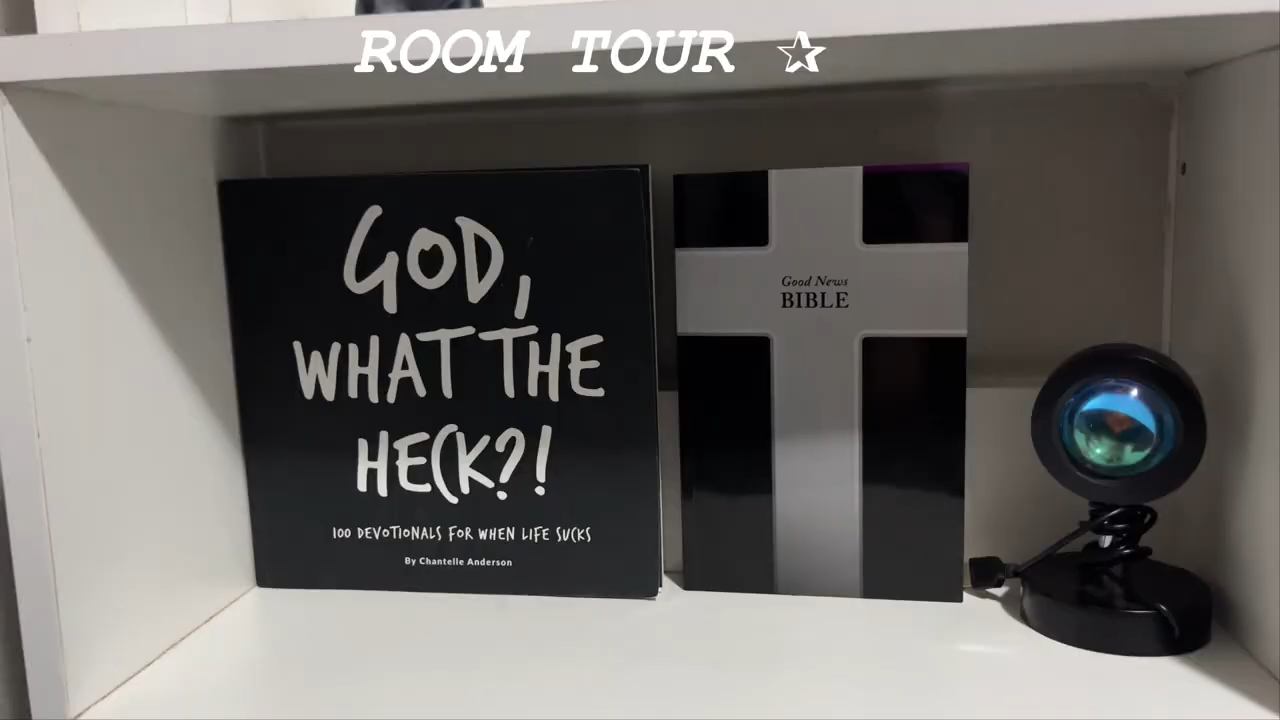 ROOM TOUR ☆
GOD,
WHAT THE
HECK?!
100 DEVOTIONALS FOR WHEN LIFE SUCKS
By Chantelle Anderson
Good News
BIBLE